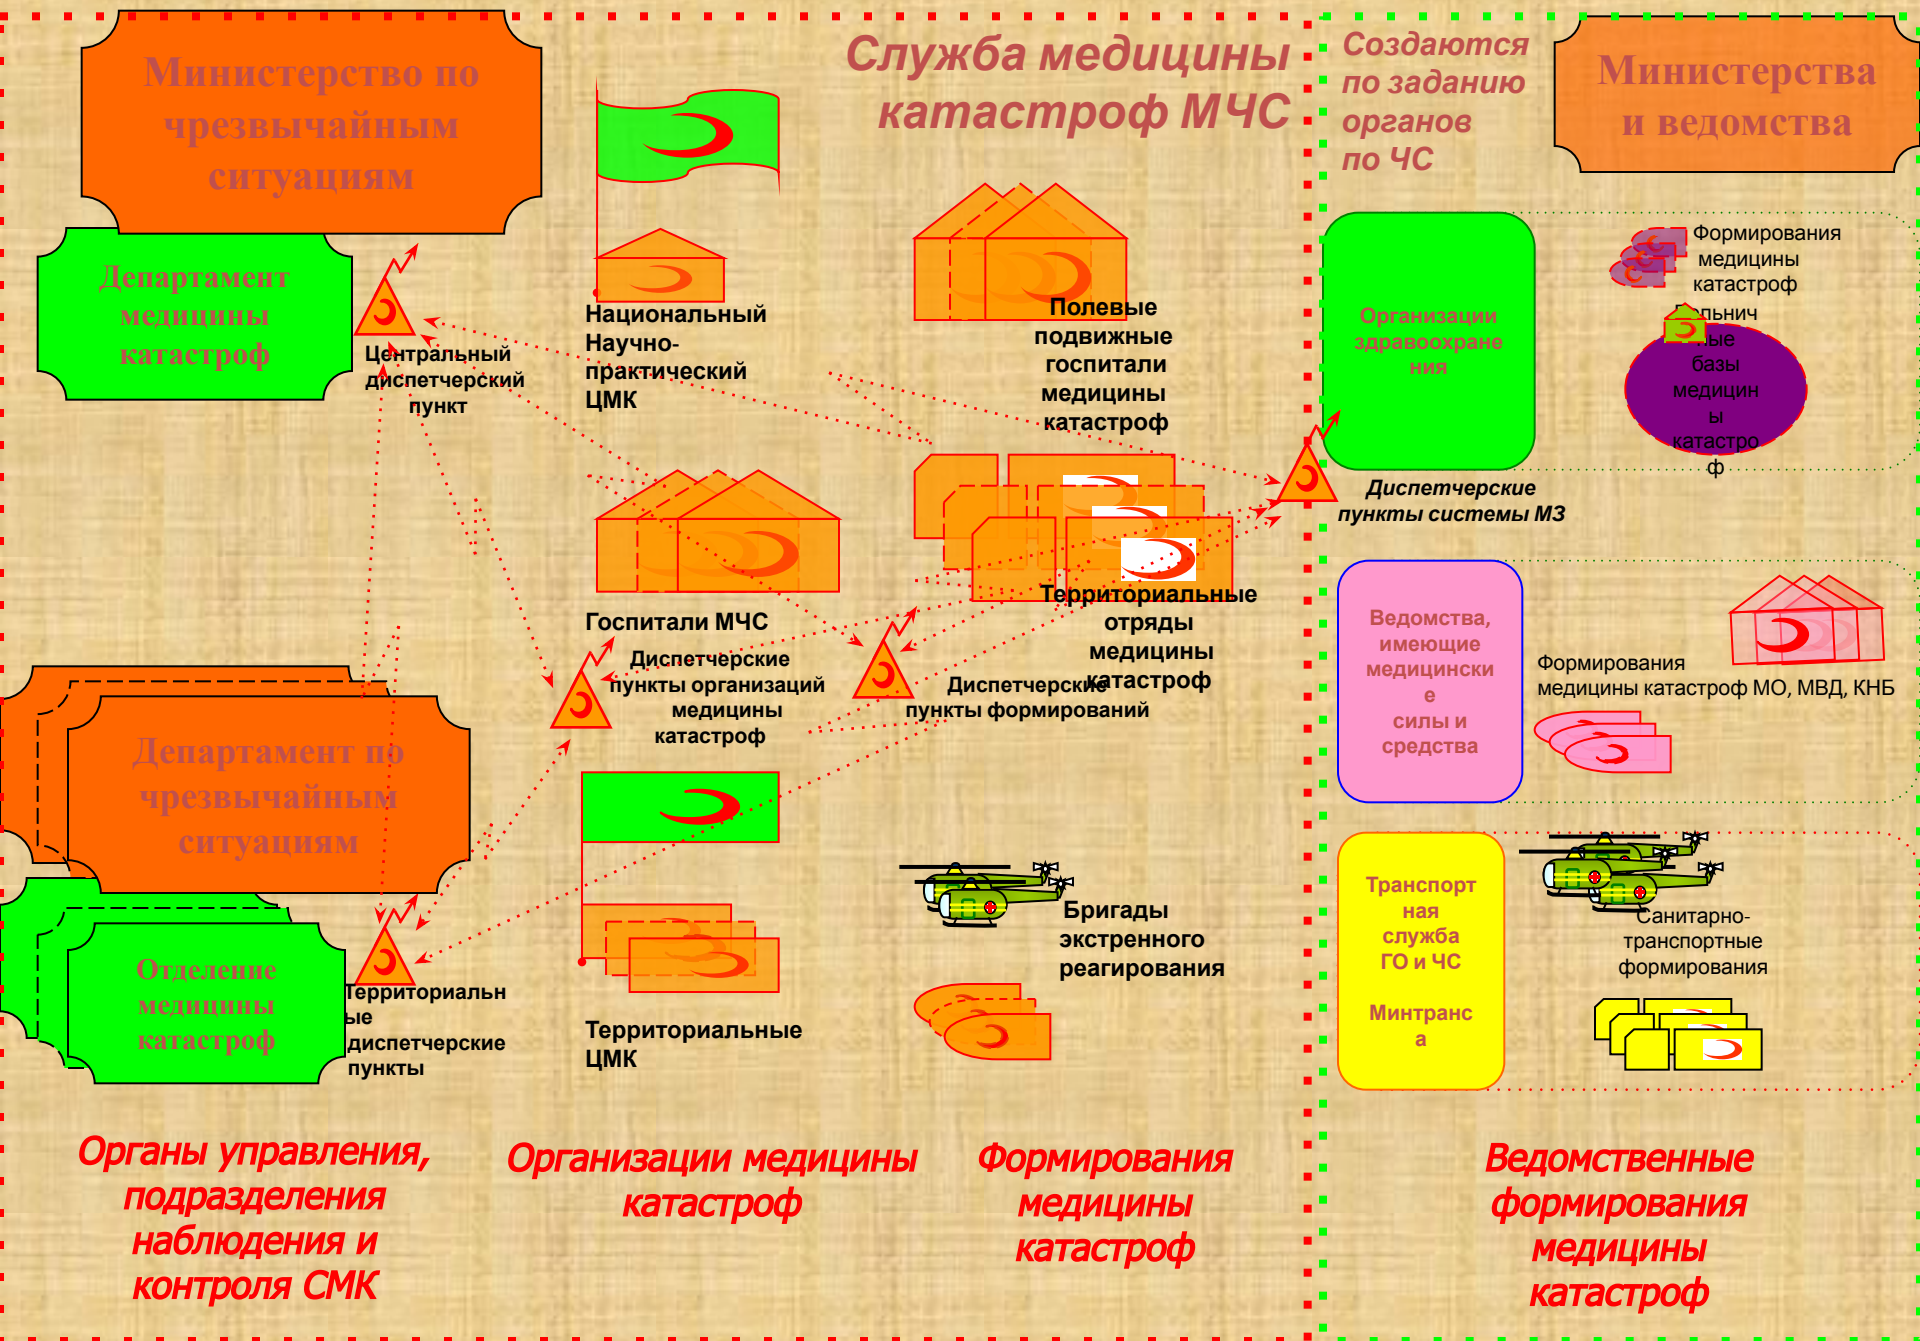 Министерство по
чрезвычайным
ситуациям
Департамент
медицины
катастроф
Центральный
диспетчерский
пункт
Служба медицины
катастроф МЧС
Национальный
Научно-
практический
ЦМК
Полевые
подвижные
госпитали
медицины
катастроф
Госпитали МЧС
Диспетчерские
пункты организаций
медицины
катастроф
Территориальные
отряды
медицины
катастроф
Диспетчерские
пункты формирований
Департамент по
чрезвычайным
ситуациям
Отделение
медицины
катастроф
Территориальн
ые
диспетчерские
пункты
Территориальные
ЦМК
Бригады
экстренного
реагирования
Создаются
по заданию
органов
по ЧС
Министерства
и ведомства
Организации
здравоохране
ния
Формирования
медицины
катастроф
Больнич
ные
базы
медицин
ы
катастро
ф
Диспетчерские
пункты системы МЗ
Ведомства,
имеющие
медицински
е
силы и
средства
Формирования
медицины катастроф МО, МВД, КНБ
Транспорт
ная
служба
ГО и ЧС
Минтранс
а
Санитарно-
транспортные
формирования
Органы управления,
подразделения
наблюдения и
контроля СМК
Организации медицины
катастроф
Формирования
медицины
катастроф
Ведомственные
формирования
медицины
катастроф